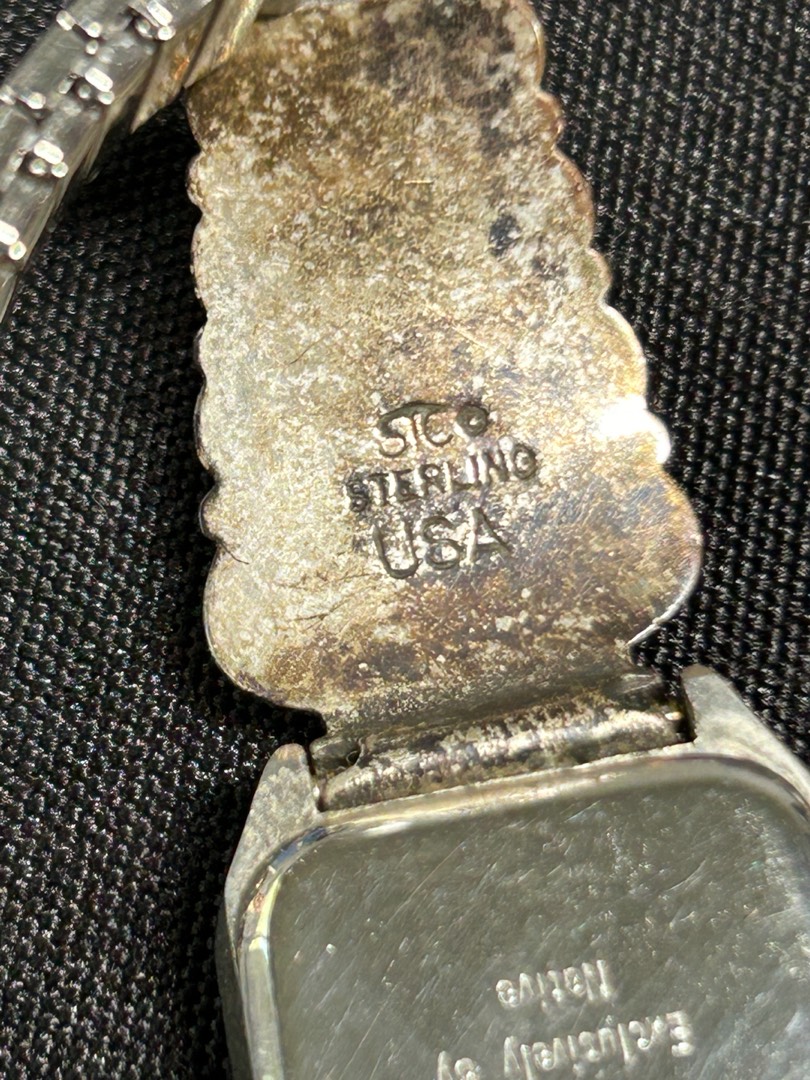 STC ©
STERLING
USA
Exclusively By
Native